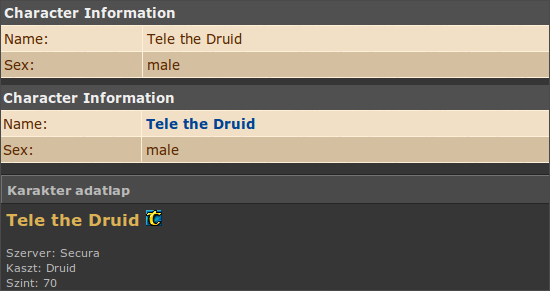 Character Information
Name: Tele the Druid
Sex: male
Character Information
Name: Tele the Druid
Sex: male
Karakter adatlap
Tele the Druid
Szerver: Secura
Kaszt: Druid
Szint: 70